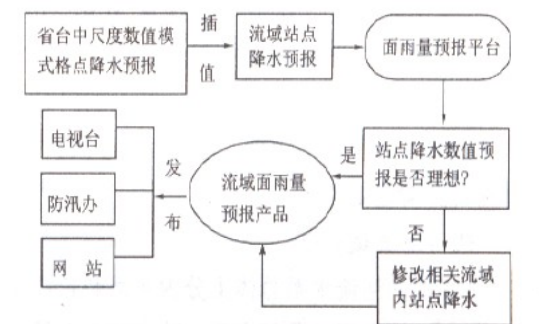 省台中尺度数值模
式格点降水预报
插
值
流域站点
降水预报
面雨量预报平台
站点降水数值预
报是否理想?
是
否
修改相关流域
内站点降水
流域面雨量
预报产品
发
布
电视台
防汛办
网 站